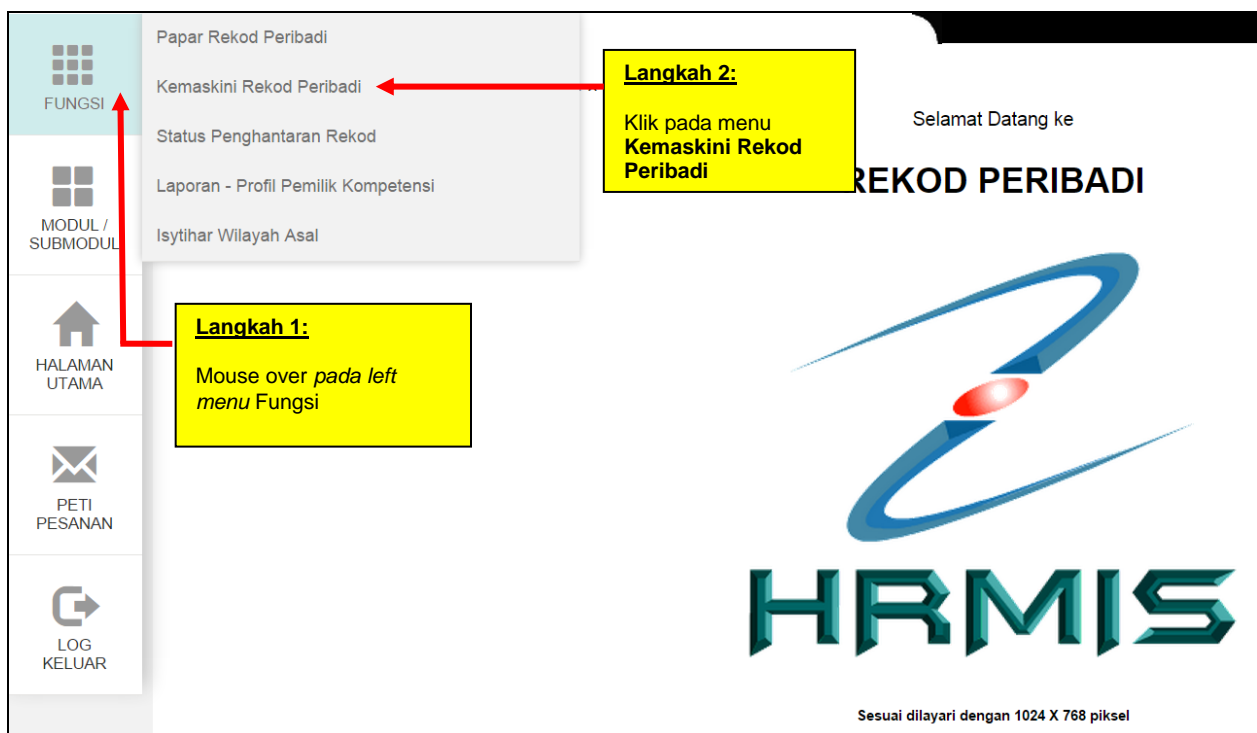 FUNGSI
MODUL /
SUBMODUL
HALAMAN
UTAMA
PETI
PESANAN
LOG
KELUAR
Papar Rekod Peribadi
Kemaskini Rekod Peribadi
Status Penghantaran Rekod
Laporan - Profil Pemilik Kompetensi
Isytihar Wilayah Asal
Langkah 1:
Mouse over pada left
menu Fungsi
Langkah 2:
Klik pada menu
Kemaskini Rekod
Peribadi
Selamat Datang ke
REKOD PERIBADI
HRMIS
Sesuai dilayari dengan 1024 X 768 piksel